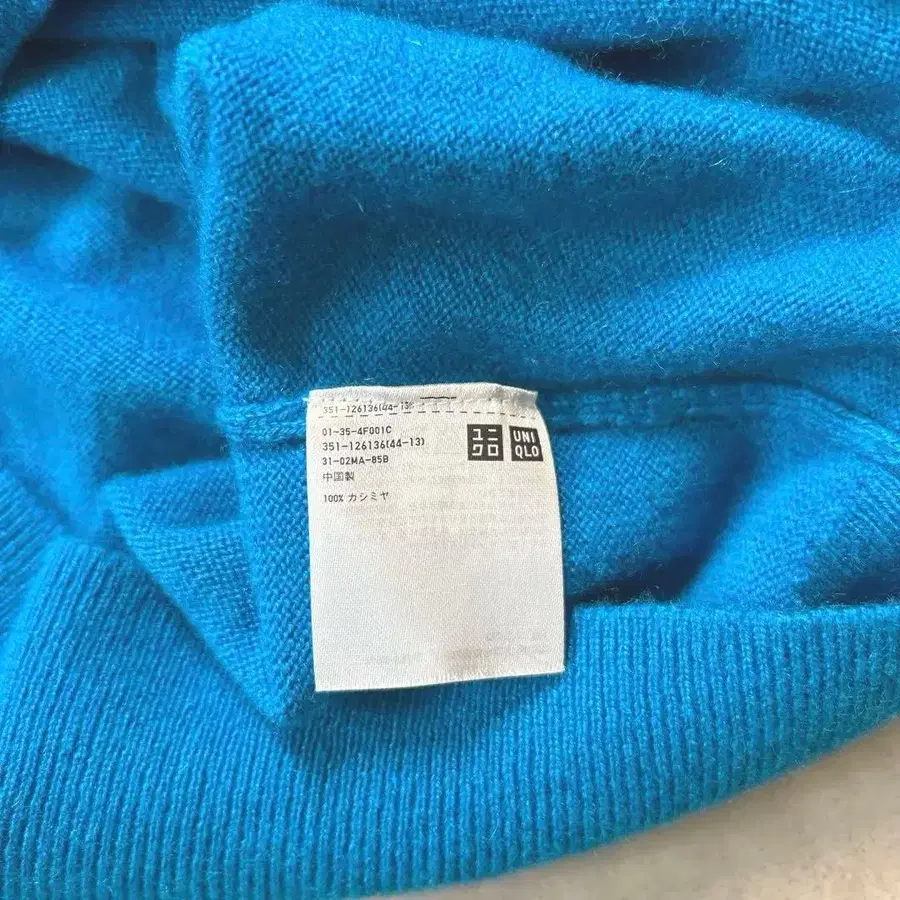 351-126136(44-13)
01-35-4F001C
351-126136(44-13)
31-02MA-85B
中国製
100% カシミヤ
ユニ
クロ
UNI
QLO